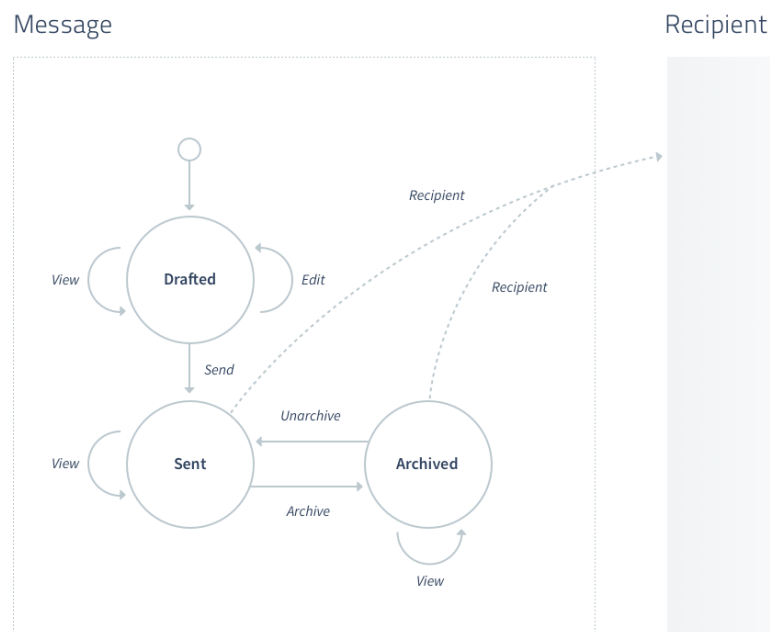 Message
Recipient
Recipient
View
Drafted
Edit
Recipient
Send
Unarchive
View
Sent
Archived
Archive
View